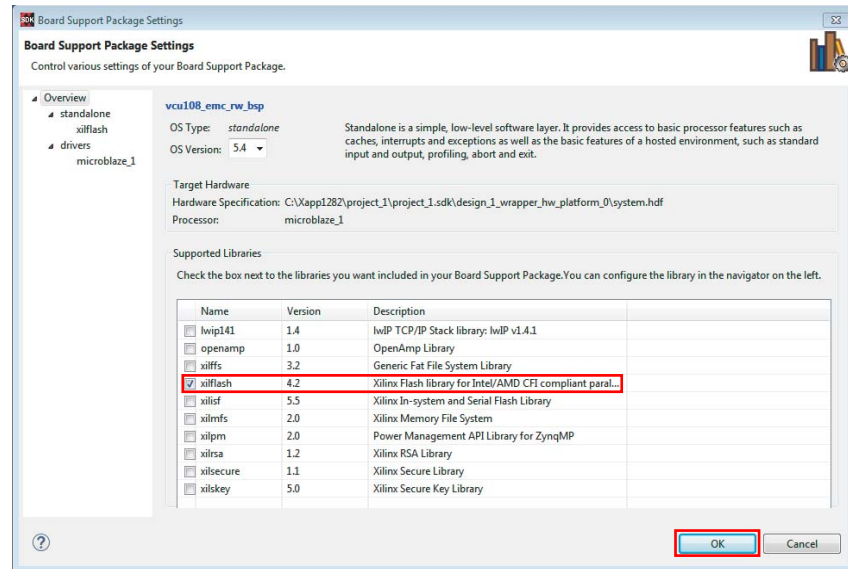 SDK Board Support Package Settings
Board Support Package Settings
Control various settings of your Board Support Package.
Overview
standalone
xilflash
drivers
microblaze_1
vcu108_emc_rw_bsp
OS Type: standalone
OS Version: 5.4
Standalone is a simple, low-level software layer. It provides access to basic processor features such as
caches, interrupts and exceptions as well as the basic features of a hosted environment, such as standard
input and output, profiling, abort and exit.
Target Hardware
Hardware Specification: C:\Xapp1282\project_1\project_1.sdk\design_1_wrapper_hw_platform_0\system.hdf
Processor: microblaze_1
Supported Libraries
Check the box next to the libraries you want included in your Board Support Package.You can configure the library in the navigator on the left.
Name Version Description
lwip141 1.4 lwIP TCP/IP Stack library: lwIP v1.4.1
openamp 1.0 OpenAmp Library
xilffs 3.2 Generic Fat File System Library
xilflash 4.2 Xilinx Flash library for Intel/AMD CFI compliant paral...
xilisf 5.5 Xilinx In-system and Serial Flash Library
xilmfs 2.0 Xilinx Memory File System
xilpm 2.0 Power Management API Library for ZynqMP
xilrsa 1.2 Xilinx RSA Library
xilsecure 1.1 Xilinx Secure Library
xilskey 5.0 Xilinx Secure Key Library
? OK Cancel